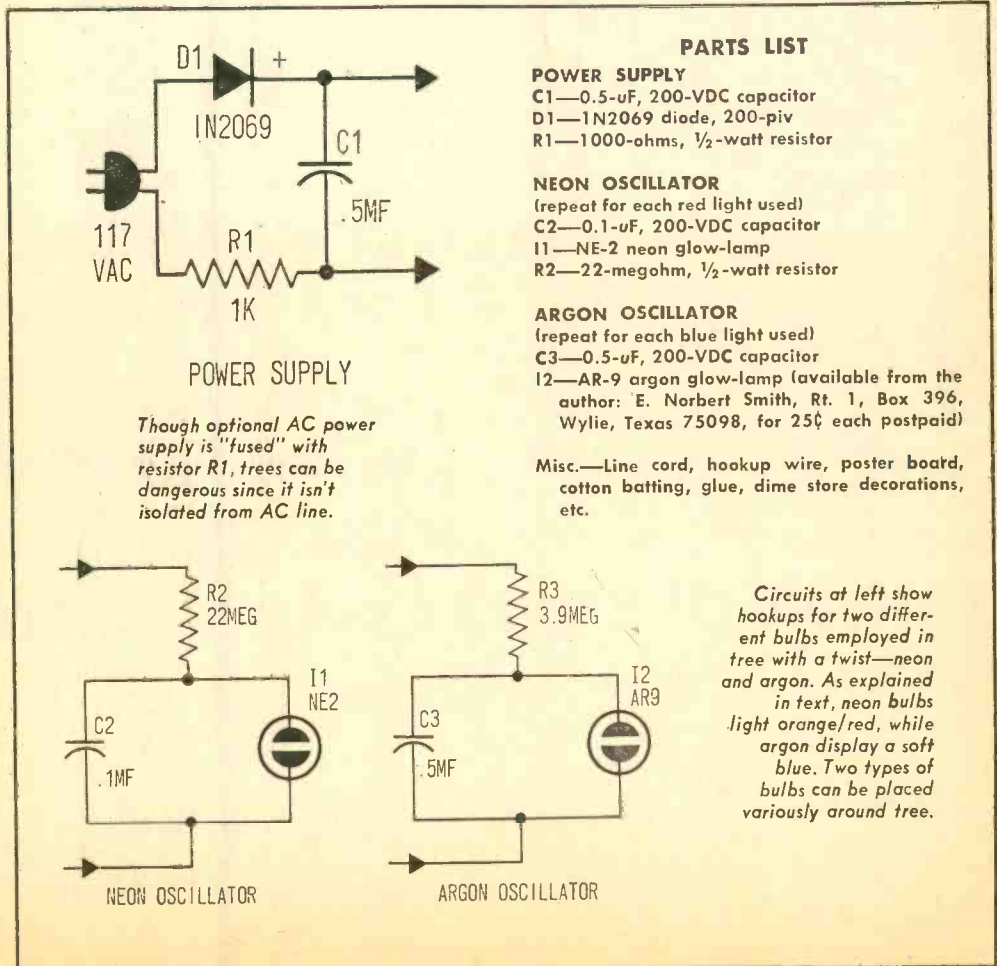 D1
+
1N2069
C1
.5MF
117
VAC
R1
1K
POWER SUPPLY
Though optional AC power
supply is "fused" with
resistor R1, trees can be
dangerous since it isn't
isolated from AC line.
PARTS LIST
POWER SUPPLY
C1—0.5-uF, 200-VDC capacitor
D1—1N2069 diode, 200-piv
R1—1000-ohms, ½-watt resistor
NEON OSCILLATOR
(repeat for each red light used)
C2—0.1-uF, 200-VDC capacitor
I1—NE-2 neon glow-lamp
R2—22-megohm, ½-watt resistor
ARGON OSCILLATOR
(repeat for each blue light used)
C3—0.5-uF, 200-VDC capacitor
I2—AR-9 argon glow-lamp (available from the
author: E. Norbert Smith, Rt. 1, Box 396,
Wylie, Texas 75098, for 25¢ each postpaid)
Misc.—Line cord, hookup wire, poster board,
cotton batting, glue, dime store decorations,
etc.
R2
22MEG
I1
NE2
C2
.1MF
NEON OSCILLATOR
R3
3.9MEG
I2
AR9
C3
.5MF
ARGON OSCILLATOR
Circuits at left show
hookups for two differ-
ent bulbs employed in
tree with a twist—neon
and argon. As explained
in text, neon bulbs
light orange/red, while
argon display a soft
blue. Two types of
bulbs can be placed
variously around tree.